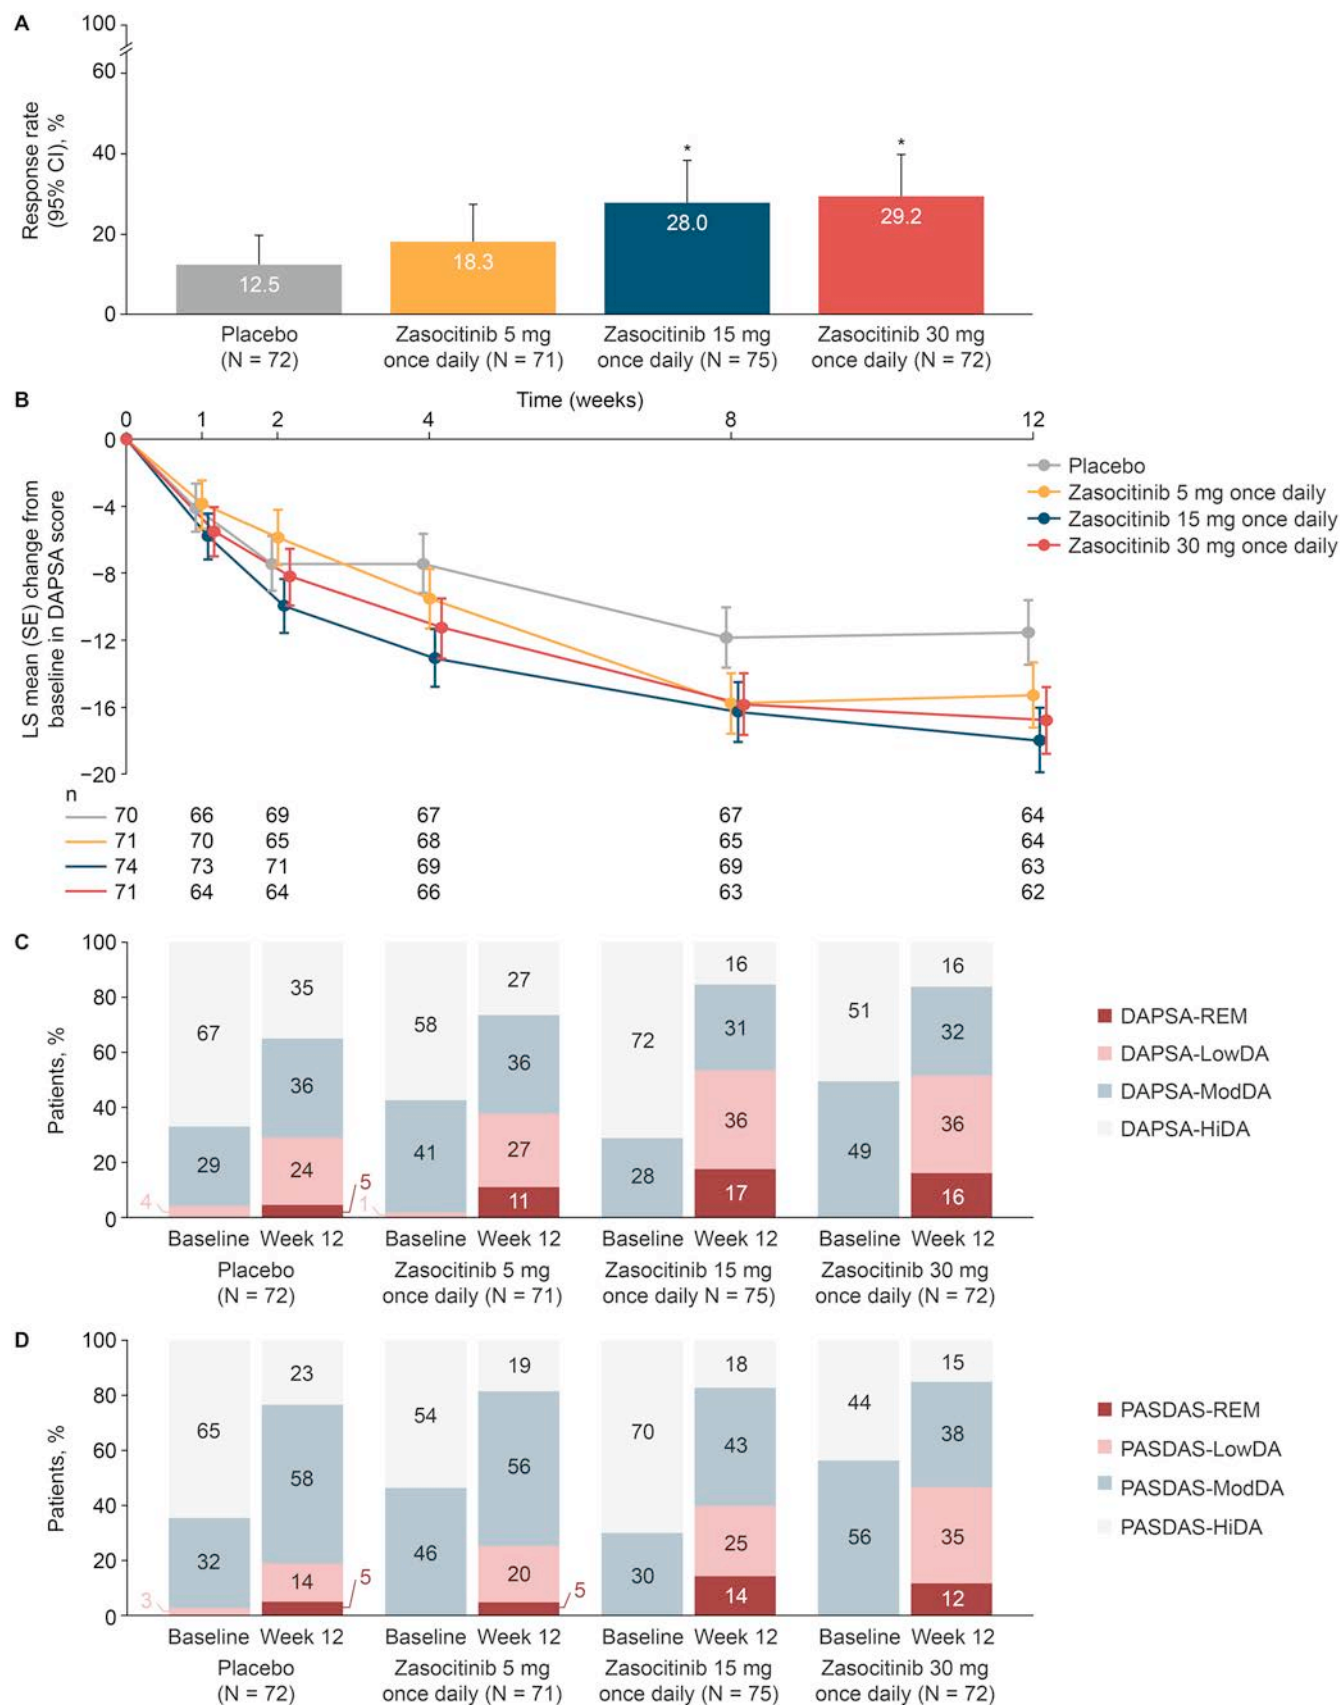 A
Response rate
(95% CI), %
100
60
40
20
0
12.5
18.3
* 28.0
* 29.2
Placebo
(N = 72)
Zasocitinib 5 mg
once daily (N = 71)
Zasocitinib 15 mg
once daily (N = 75)
Zasocitinib 30 mg
once daily (N = 72)
B
Time (weeks)
0 1 2 4 8 12
LS mean (SE) change from
baseline in DAPSA score
0
−4
−8
−12
−16
−20
Placebo
Zasocitinib 5 mg once daily
Zasocitinib 15 mg once daily
Zasocitinib 30 mg once daily
n
70 66 69 67 67 64
71 70 65 68 65 64
74 73 71 69 69 63
71 64 64 66 63 62
C
Patients, %
100
80
60
40
20
0
67 29 4
35 36 24 5
58 41 1
27 36 27 11
72 28
16 31 36 17
51 49
16 32 36 16
DAPSA-REM
DAPSA-LowDA
DAPSA-ModDA
DAPSA-HiDA
Baseline Week 12 Baseline Week 12 Baseline Week 12 Baseline Week 12
Placebo
(N = 72)
Zasocitinib 5 mg
once daily (N = 71)
Zasocitinib 15 mg
once daily N = 75)
Zasocitinib 30 mg
once daily (N = 72)
D
Patients, %
100
80
60
40
20
0
65 32 3
23 58 14 5
54 46
19 56 20 5
70 30
18 43 25 14
44 56
15 38 35 12
PASDAS-REM
PASDAS-LowDA
PASDAS-ModDA
PASDAS-HiDA
Baseline Week 12 Baseline Week 12 Baseline Week 12 Baseline Week 12
Placebo
(N = 72)
Zasocitinib 5 mg
once daily (N = 71)
Zasocitinib 15 mg
once daily (N = 75)
Zasocitinib 30 mg
once daily (N = 72)